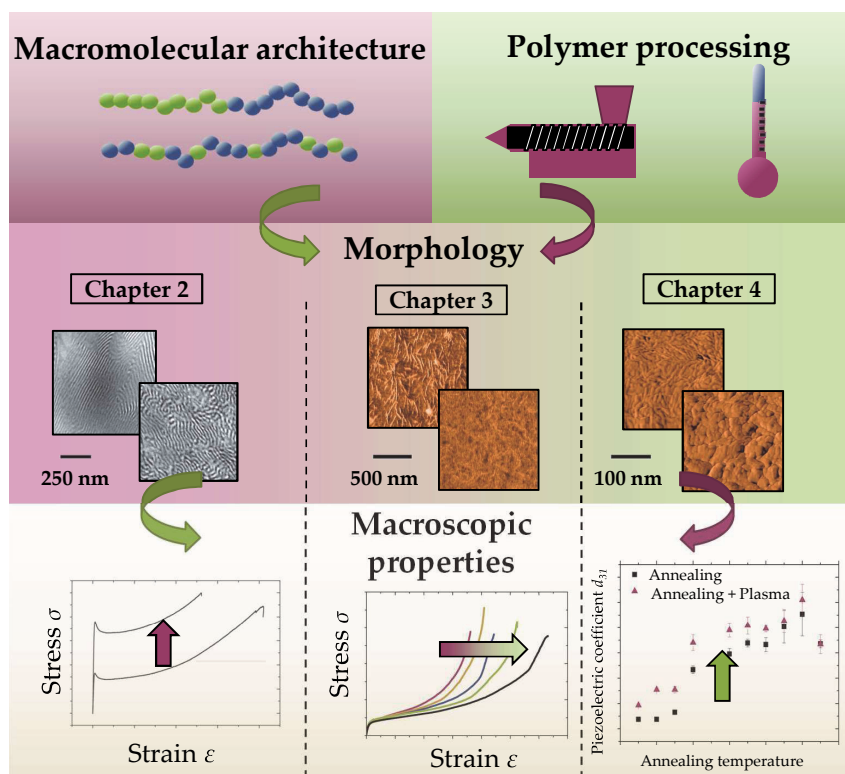 Macromolecular architecture
Polymer processing
Morphology
Chapter 2
Chapter 3
Chapter 4
250 nm
500 nm
100 nm
Macroscopic
properties
Stress σ
Strain ε
Stress σ
Strain ε
Piezoelectric coefficient d31
Annealing
Annealing + Plasma
Annealing temperature